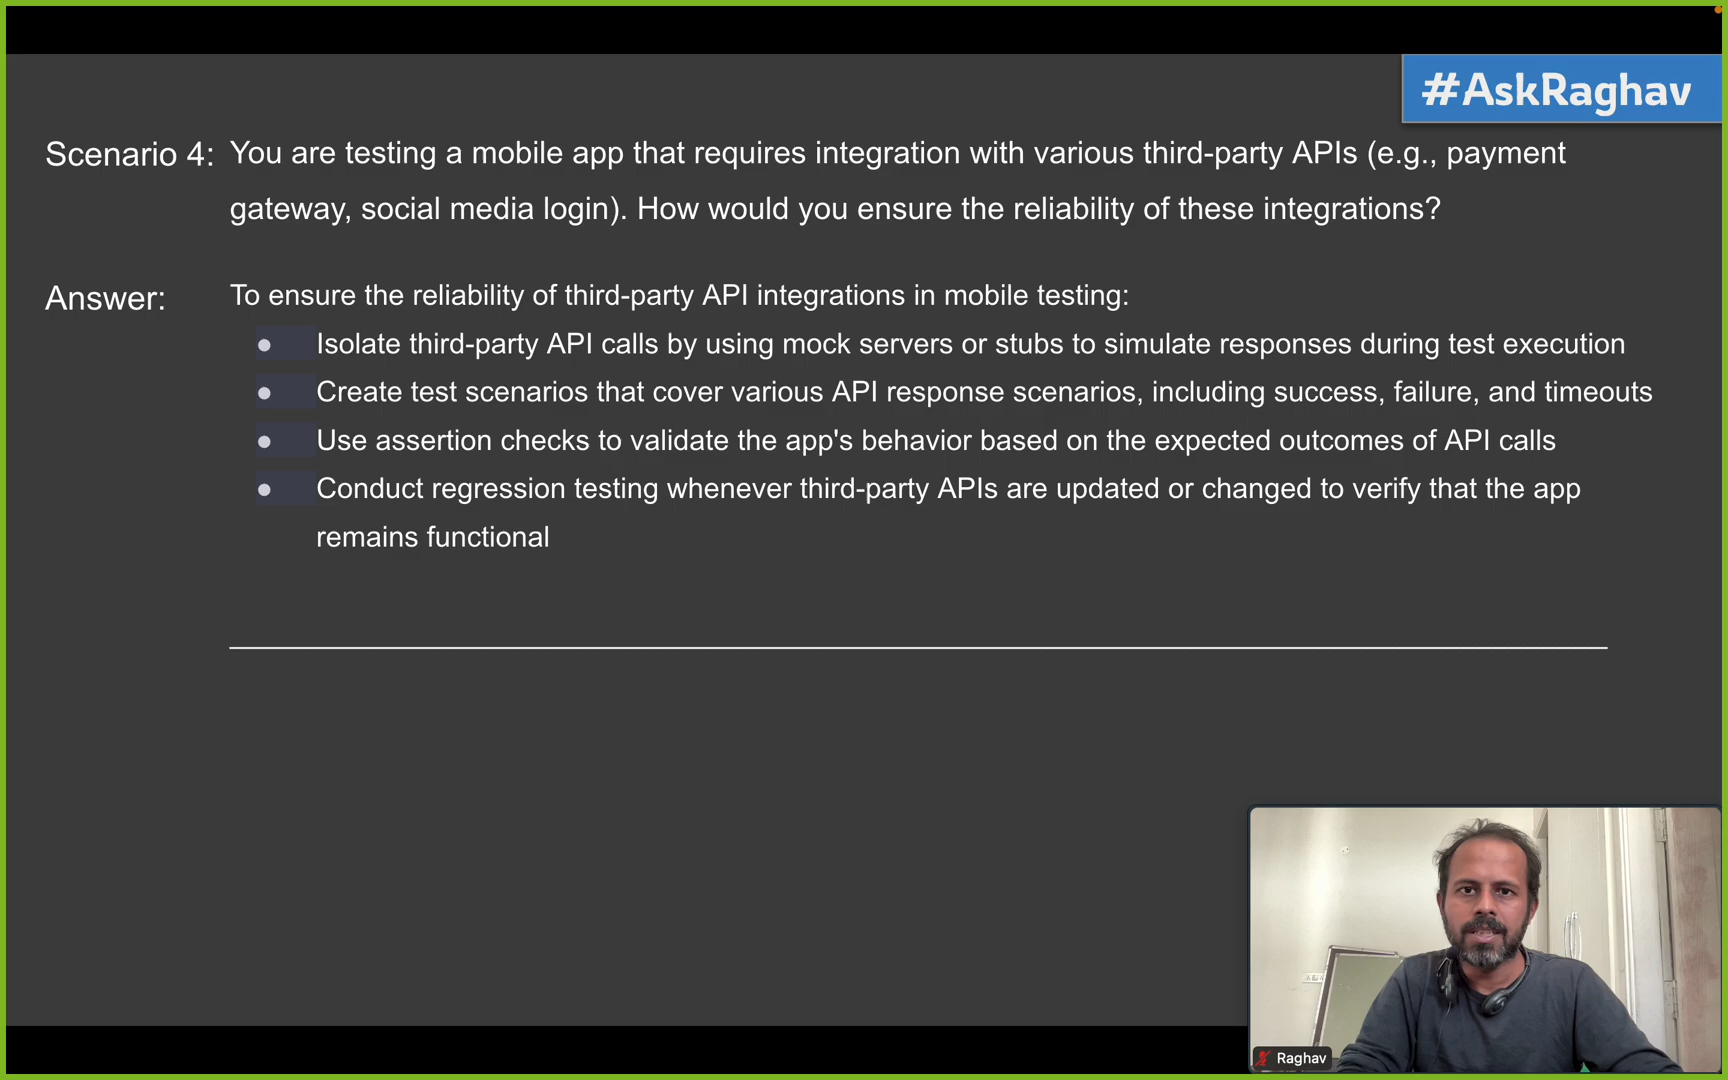 #AskRaghav
Scenario 4: You are testing a mobile app that requires integration with various third-party APIs (e.g., payment
gateway, social media login). How would you ensure the reliability of these integrations?
Answer: To ensure the reliability of third-party API integrations in mobile testing:
● Isolate third-party API calls by using mock servers or stubs to simulate responses during test execution
● Create test scenarios that cover various API response scenarios, including success, failure, and timeouts
● Use assertion checks to validate the app's behavior based on the expected outcomes of API calls
● Conduct regression testing whenever third-party APIs are updated or changed to verify that the app
remains functional
Raghav